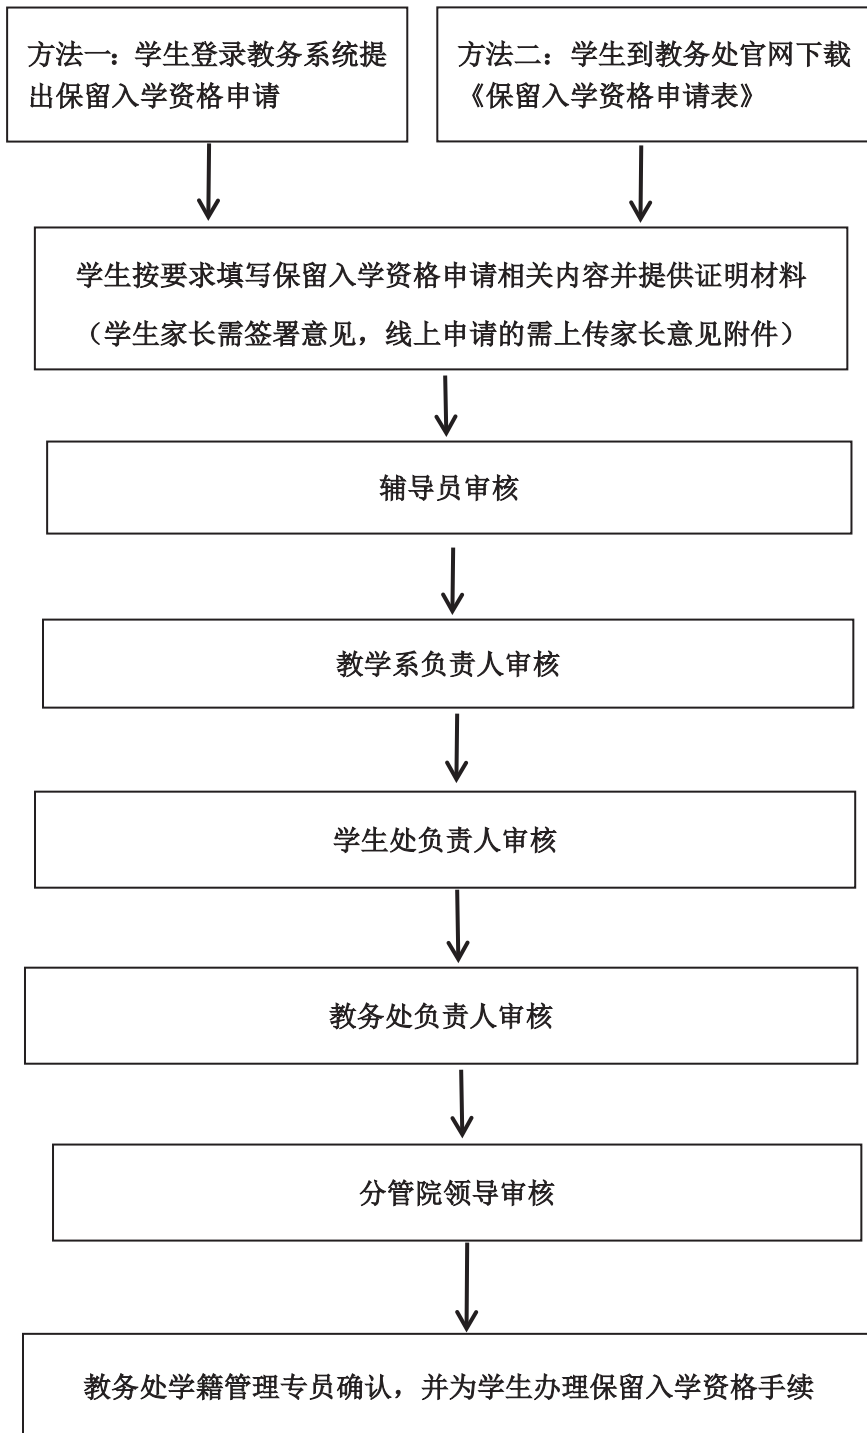 方法一：学生登录教务系统提
出保留入学资格申请
方法二：学生到教务处官网下载
《保留入学资格申请表》
学生按要求填写保留入学资格申请相关内容并提供证明材料
（学生家长需签署意见，线上申请的需上传家长意见附件）
辅导员审核
教学系负责人审核
学生处负责人审核
教务处负责人审核
分管院领导审核
教务处学籍管理专员确认，并为学生办理保留入学资格手续